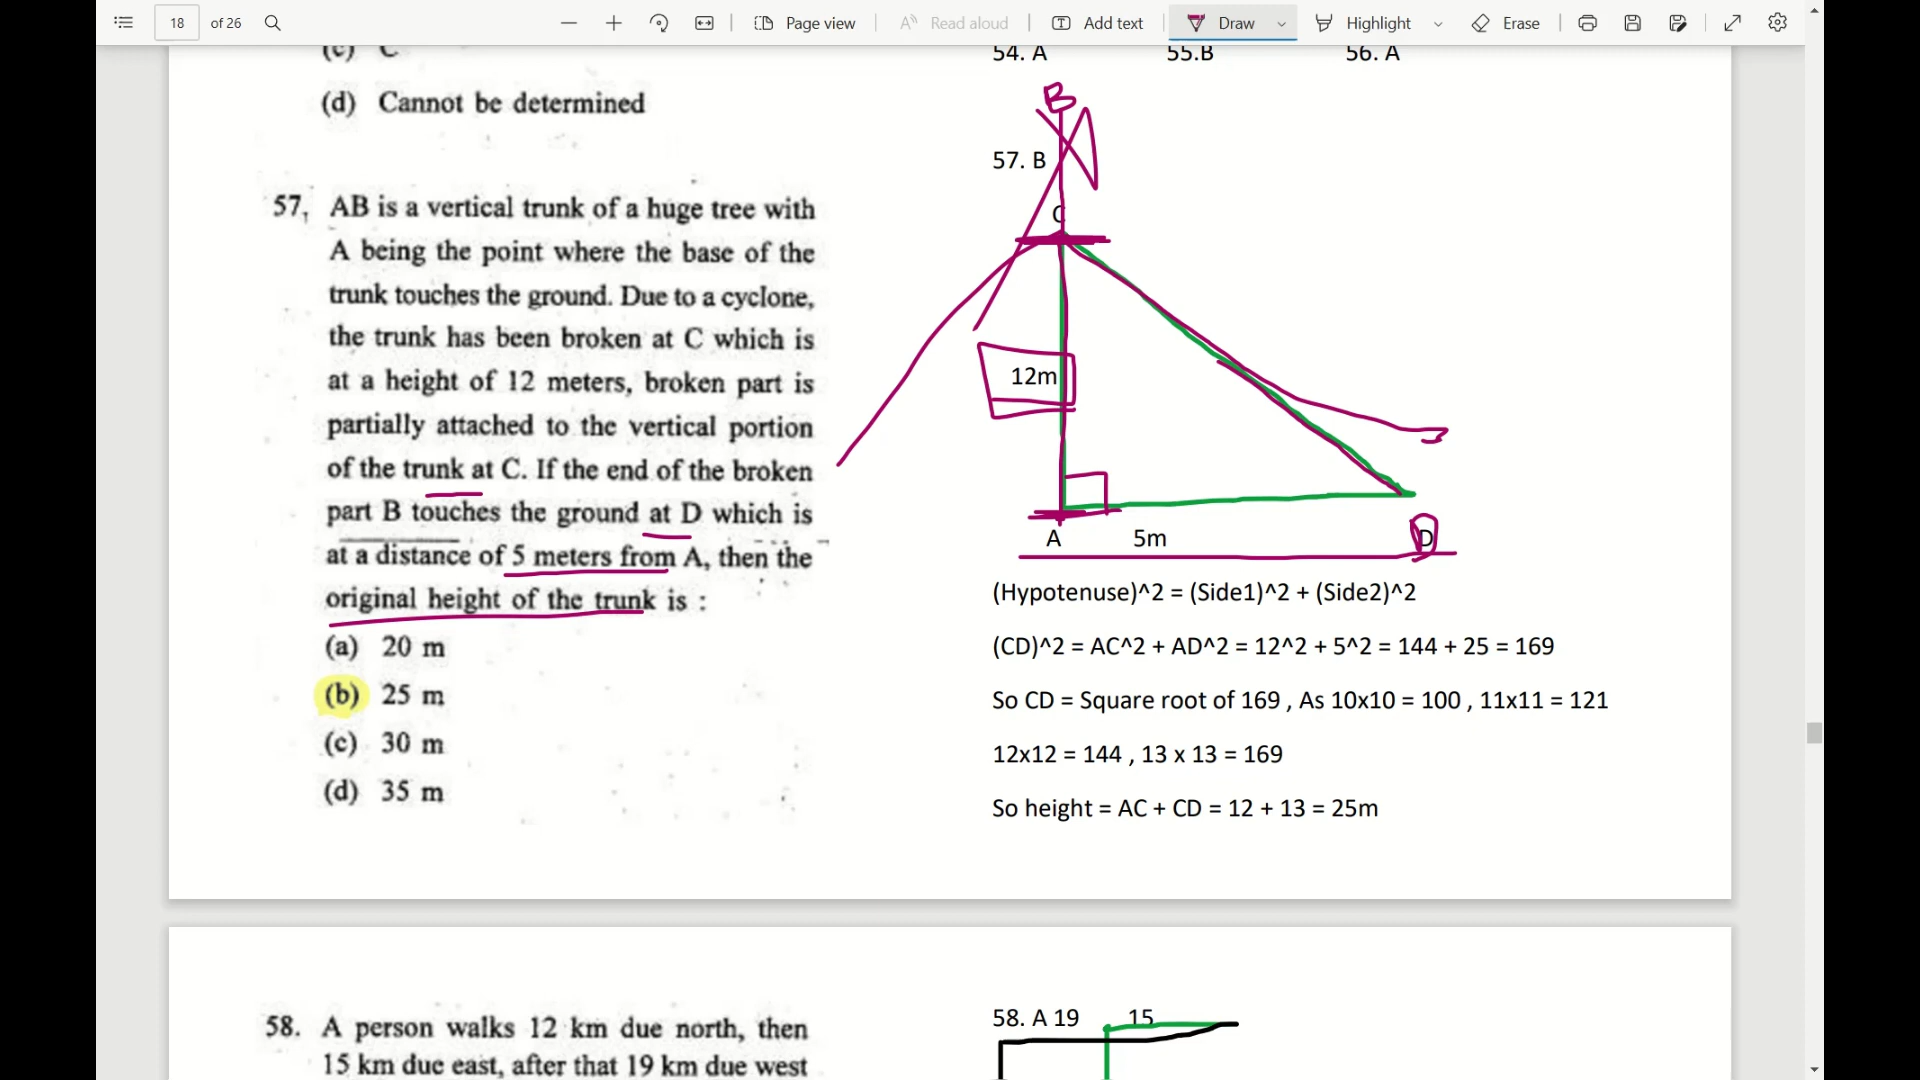 18 of 26 Page view Read aloud Add text Draw Highlight Erase
(c) C
(d) Cannot be determined
57, AB is a vertical trunk of a huge tree with
A being the point where the base of the
trunk touches the ground. Due to a cyclone,
the trunk has been broken at C which is
at a height of 12 meters, broken part is
partially attached to the vertical portion
of the trunk at C. If the end of the broken
part B touches the ground at D which is
at a distance of 5 meters from A, then the
original height of the trunk is :
(a) 20 m
(b) 25 m
(c) 30 m
(d) 35 m
58. A person walks 12 km due north, then
15 km due east, after that 19 km due west
54. A 55.B 56. A
B
57. B
C
12m
A 5m D
(Hypotenuse)^2 = (Side1)^2 + (Side2)^2
(CD)^2 = AC^2 + AD^2 = 12^2 + 5^2 = 144 + 25 = 169
So CD = Square root of 169 , As 10x10 = 100 , 11x11 = 121
12x12 = 144 , 13 x 13 = 169
So height = AC + CD = 12 + 13 = 25m
58. A 19 15